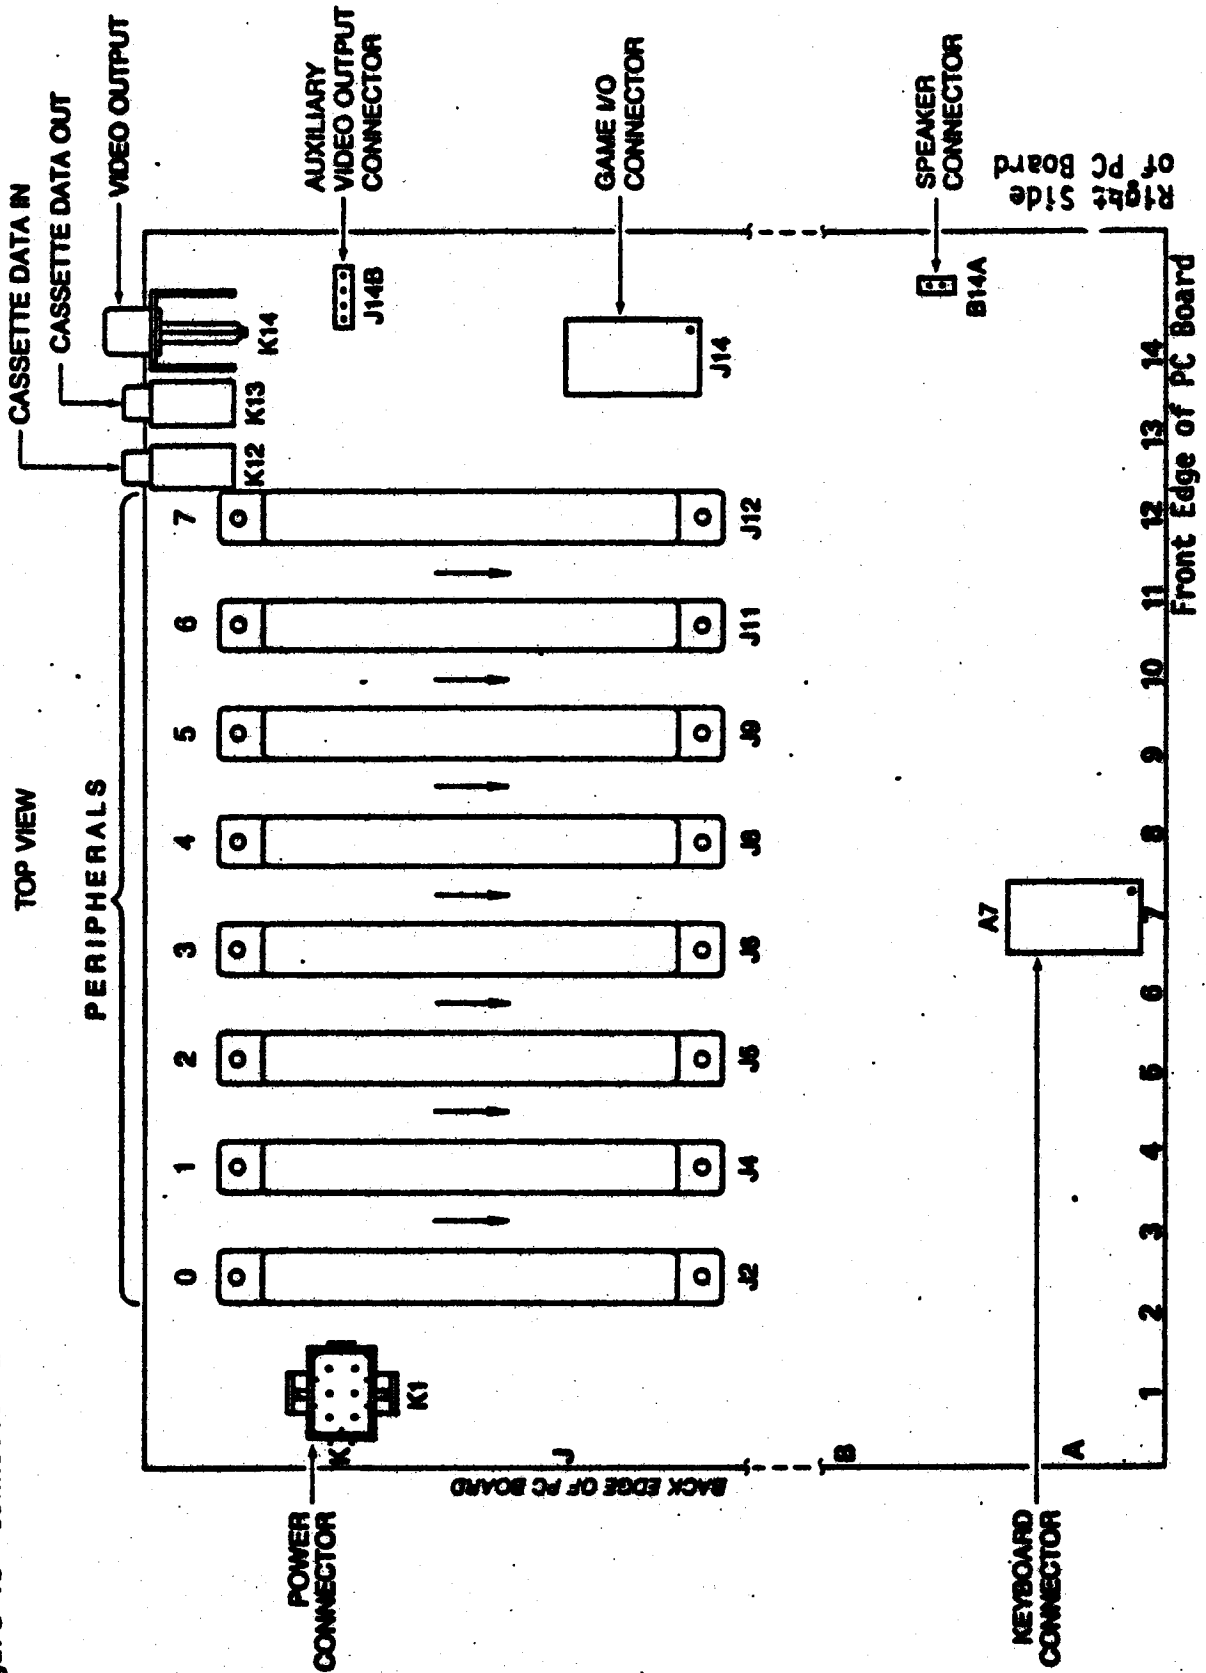 TOP VIEW
PERIPHERALS
0 1 2 3 4 5 6 7
CASSETTE DATA IN
CASSETTE DATA OUT
VIDEO OUTPUT
AUXILIARY
VIDEO OUTPUT
CONNECTOR
GAME I/O
CONNECTOR
SPEAKER
CONNECTOR
Right Side
of PC Board
K12
K13
K14
J14B
J14
B14A
J2
J4
J5
J6
J8
J9
J11
J12
K1
K
J
B
A
BACK EDGE OF PC BOARD
POWER
CONNECTOR
KEYBOARD
CONNECTOR
A7
1 2 3 4 5 6 7 8 9 10 11 12 13 14
Front Edge of PC Board